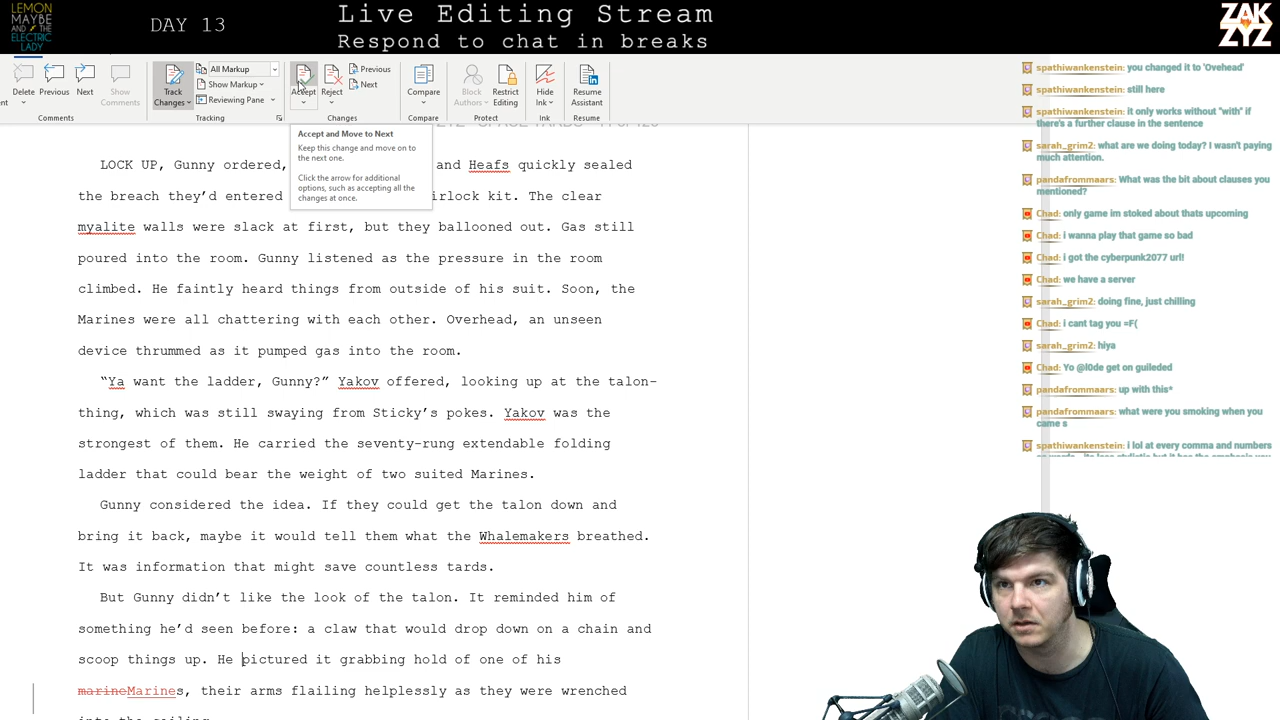 LEMON
MAYBE
AND THE
ELECTRIC
LADY
DAY 13
Live Editing Stream
Respond to chat in breaks
ZAK
ZYZ
Delete
Previous
Next
Show
Comments
Comments
Track
Changes
All Markup
Show Markup
Reviewing Pane
Tracking
Accept
Reject
Previous
Next
Changes
Compare
Compare
Block
Authors
Restrict
Editing
Protect
Hide
Ink
Ink
Resume
Assistant
Resume
Accept and Move to Next
Keep this change and move on to
the next one.
Click the arrow for additional
options, such as accepting all the
changes at once.
LOCK UP, Gunny ordered, and Heafs quickly sealed
the breach they’d entered irlock kit. The clear
myalite walls were slack at first, but they ballooned out. Gas still
poured into the room. Gunny listened as the pressure in the room
climbed. He faintly heard things from outside of his suit. Soon, the
Marines were all chattering with each other. Overhead, an unseen
device thrummed as it pumped gas into the room.
“Ya want the ladder, Gunny?” Yakov offered, looking up at the talon-
thing, which was still swaying from Sticky’s pokes. Yakov was the
strongest of them. He carried the seventy-rung extendable folding
ladder that could bear the weight of two suited Marines.
Gunny considered the idea. If they could get the talon down and
bring it back, maybe it would tell them what the Whalemakers breathed.
It was information that might save countless tards.
But Gunny didn’t like the look of the talon. It reminded him of
something he’d seen before: a claw that would drop down on a chain and
scoop things up. He pictured it grabbing hold of one of his
marineMarines, their arms flailing helplessly as they were wrenched
into the ceiling.
spathiwankenstein: you changed it to 'Ovehead'
spathiwankenstein: still here
spathiwankenstein: it only works without "with" if
there's a further clause in the sentence
sarah_grim2: what are we doing today? I wasn't paying
much attention.
pandafrommaars: What was the bit about clauses you
mentioned?
Chad: only game im stoked about thats upcoming
Chad: i wanna play that game so bad
Chad: i got the cyberpunk2077 url!
Chad: we have a server
sarah_grim2: doing fine, just chilling
Chad: i cant tag you =F(
sarah_grim2: hiya
Chad: Yo @l0de get on guileded
pandafrommaars: up with this*
pandafrommaars: what were you smoking when you
came s
spathiwankenstein: i lol at every comma and numbers